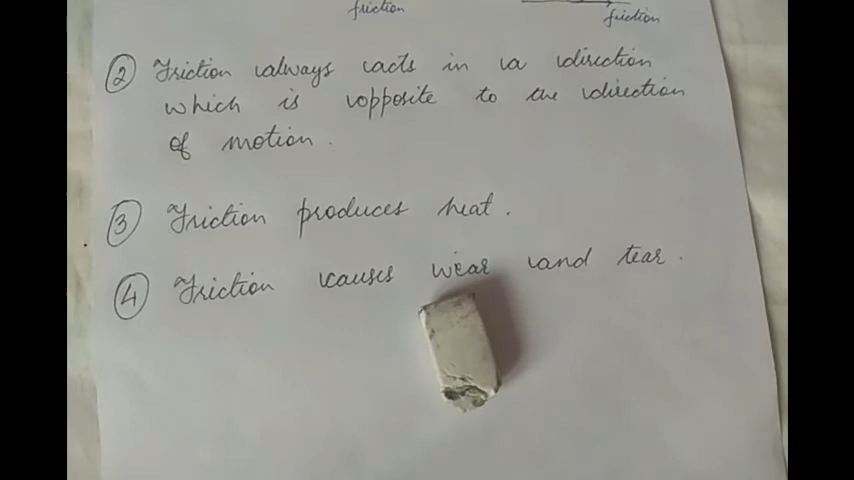 friction
friction
② Friction always acts in a direction
which is opposite to the direction
of motion.
③ Friction produces heat.
④ Friction causes wear and tear.